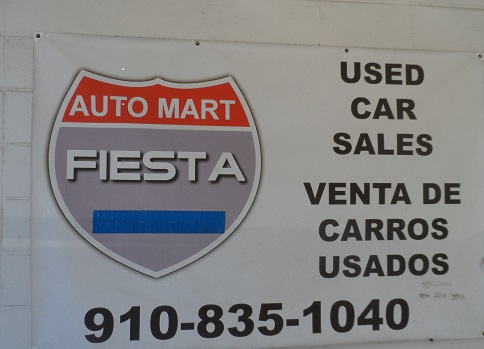 AUTO MART
FIESTA
USED
CAR
SALES
VENTA DE
CARROS
USADOS
910-835-1040